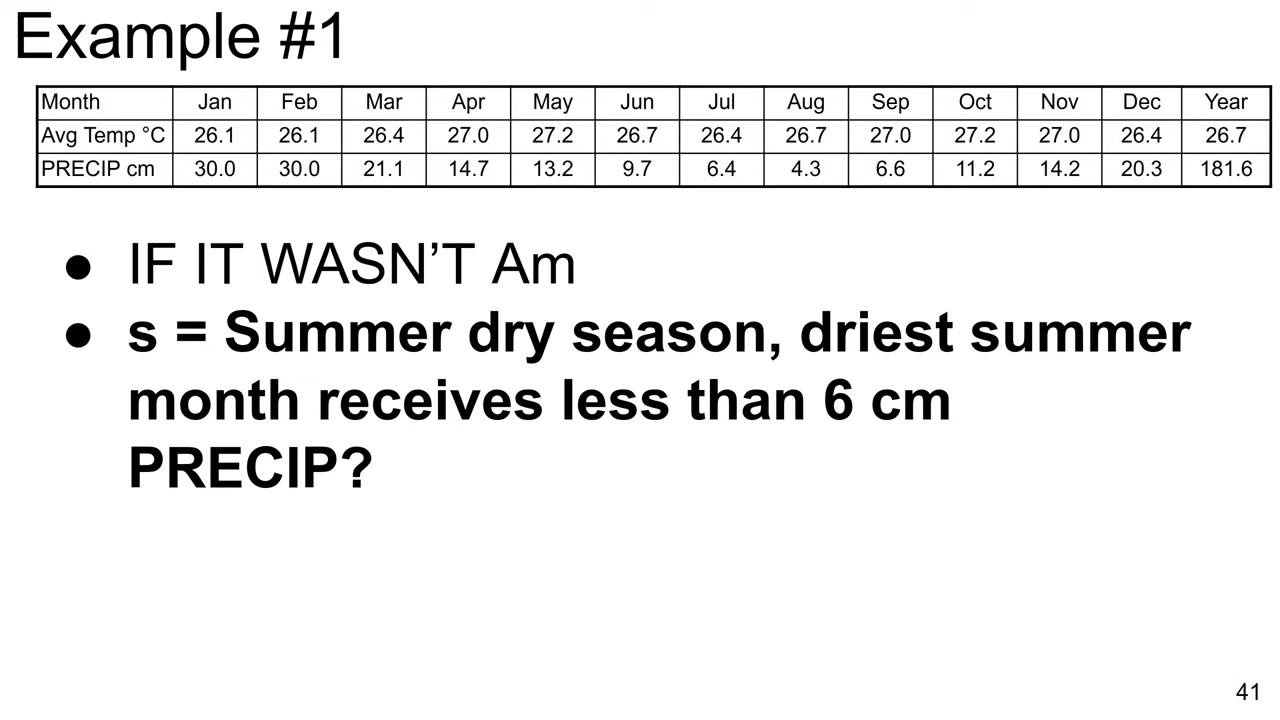 Example #1
Month Jan Feb Mar Apr May Jun Jul Aug Sep Oct Nov Dec Year
Avg Temp °C 26.1 26.1 26.4 27.0 27.2 26.7 26.4 26.7 27.0 27.2 27.0 26.4 26.7
PRECIP cm 30.0 30.0 21.1 14.7 13.2 9.7 6.4 4.3 6.6 11.2 14.2 20.3 181.6
● IF IT WASN’T Am
● s = Summer dry season, driest summer
month receives less than 6 cm
PRECIP?
41